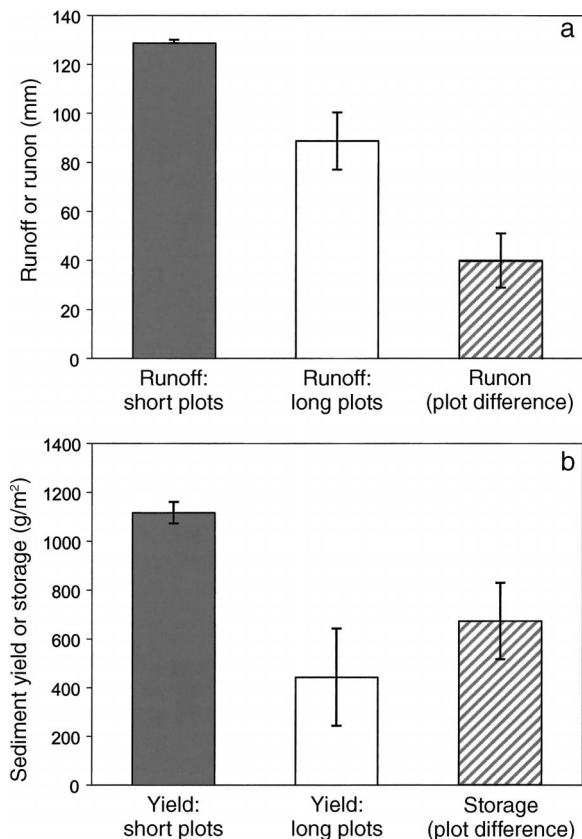 a
Runoff or runon (mm)
140
120
100
80
60
40
20
0
Runoff:
short plots
Runoff:
long plots
Runon
(plot difference)
b
Sediment yield or storage (g/m²)
1400
1200
1000
800
600
400
200
0
Yield:
short plots
Yield:
long plots
Storage
(plot difference)